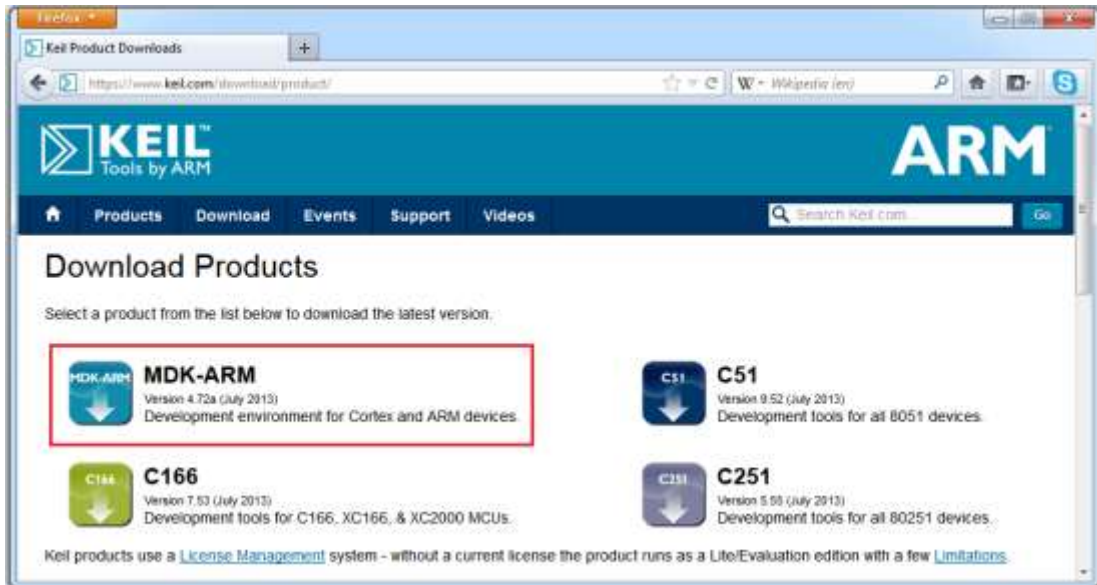 Firefox
Keil Product Downloads
https://www.keil.com/download/product/
W - Wikipedia (en)
KEIL™
Tools by ARM
ARM
Products Download Events Support Videos
Search Keil.com...
Go
Download Products
Select a product from the list below to download the latest version.
MDK-ARM
MDK-ARM
Version 4.72a (July 2013)
Development environment for Cortex and ARM devices.
C51
C51
Version 9.52 (July 2013)
Development tools for all 8051 devices.
C166
C166
Version 7.53 (July 2013)
Development tools for C166, XC166, & XC2000 MCUs.
C251
C251
Version 5.55 (July 2013)
Development tools for all 80251 devices.
Keil products use a License Management system - without a current license the product runs as a Lite/Evaluation edition with a few Limitations.